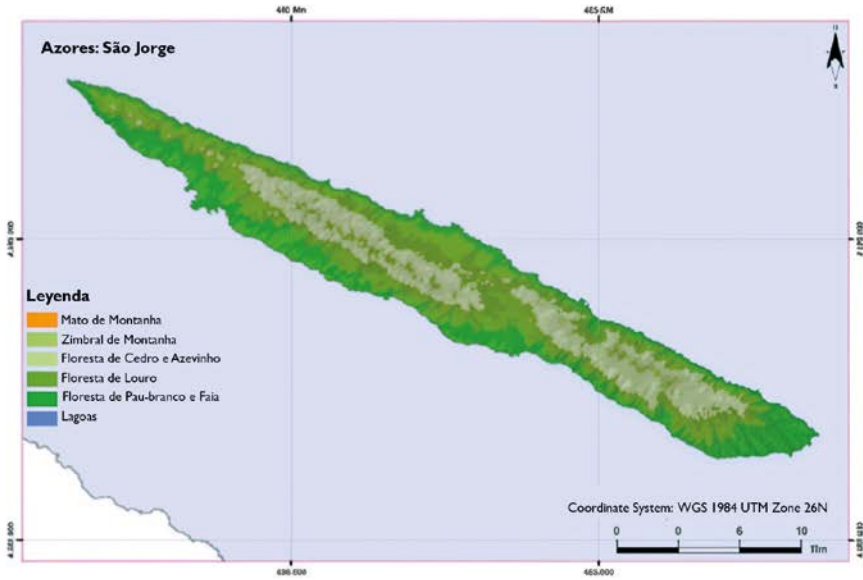 Azores: São Jorge
Leyenda
Mato de Montanha
Zimbral de Montanha
Floresta de Cedro e Azevinho
Floresta de Louro
Floresta de Pau-branco e Faia
Lagoas
Coordinate System: WGS 1984 UTM Zone 26N
0 0 6 10